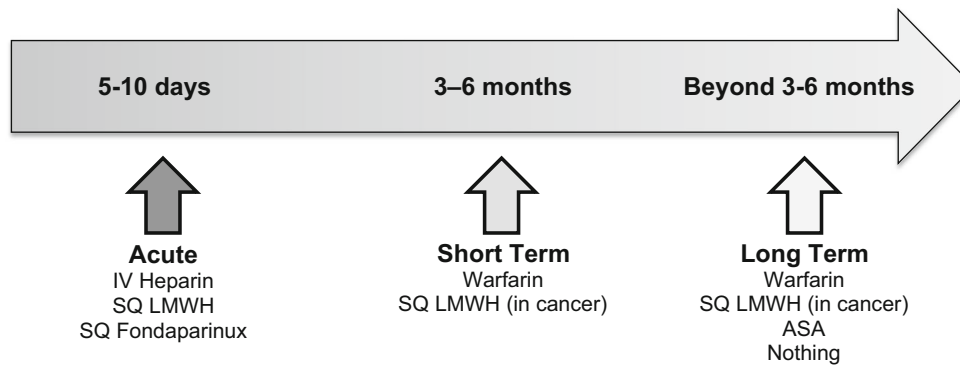 5-10 days
3–6 months
Beyond 3-6 months
Acute
IV Heparin
SQ LMWH
SQ Fondaparinux
Short Term
Warfarin
SQ LMWH (in cancer)
Long Term
Warfarin
SQ LMWH (in cancer)
ASA
Nothing